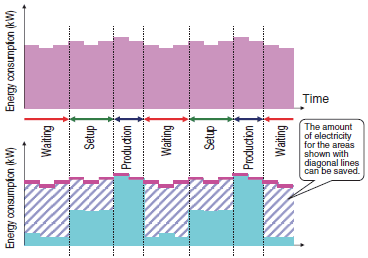 Energy consumption (kW)
Time
Waiting
Setup
Production
Waiting
Setup
Production
Waiting
The amount
of electricity
for the areas
shown with
diagonal lines
can be saved.
Energy consumption (kW)